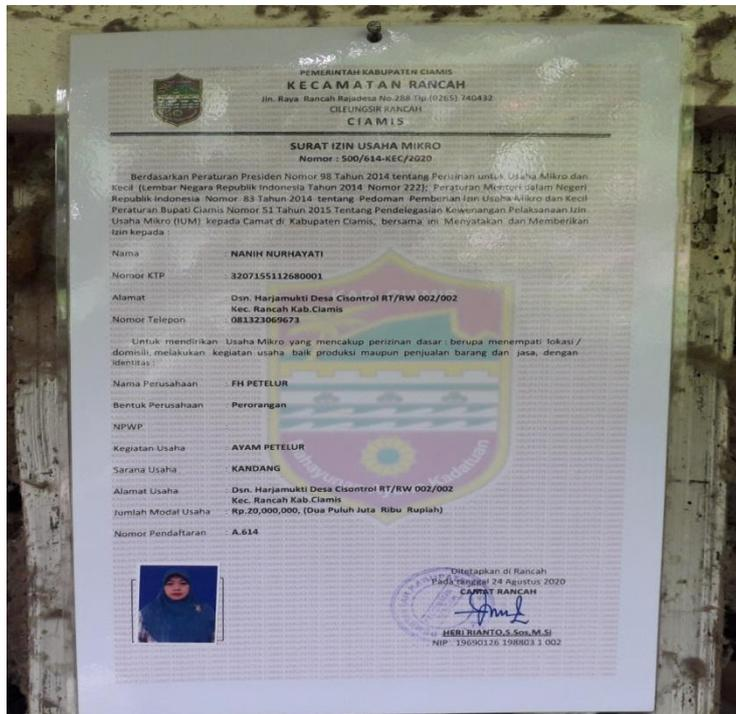 PEMERINTAH KABUPATEN CIAMIS
KECAMATAN RANCAH
Jln. Raya Rancah Rajadesa No.288 Tlp.(0265) 740432
CILEUNGSIR RANCAH
CIAMIS
SURAT IZIN USAHA MIKRO
Nomor : 500/614-KEC/2020
Berdasarkan Peraturan Presiden Nomor 98 Tahun 2014 tentang Perizinan untuk Usaha Mikro dan
Kecil (Lembar Negara Republik Indonesia Tahun 2014 Nomor 222); Peraturan Menteri dalam Negeri
Republik Indonesia Nomor 83 Tahun 2014 tentang Pedoman Pemberian Izin Usaha Mikro dan Kecil
Peraturan Bupati Ciamis Nomor 51 Tahun 2015 Tentang Pendelegasian Kewenangan Pelaksanaan Izin
Usaha Mikro (IUM) kepada Camat di Kabupaten Ciamis, bersama ini Menyatakan dan Memberikan
Izin kepada :
Nama : NANIH NURHAYATI
Nomor KTP : 3207155112680001
Alamat : Dsn. Harjamukti Desa Cisontrol RT/RW 002/002
Kec. Rancah Kab.Ciamis
Nomor Telepon : 081323069673
Untuk mendirikan Usaha Mikro yang mencakup perizinan dasar : berupa menempati lokasi /
domisili, melakukan kegiatan usaha baik produksi maupun penjualan barang dan jasa, dengan
identitas :
Nama Perusahaan : FH PETELUR
Bentuk Perusahaan : Perorangan
NPWP :
Kegiatan Usaha : AYAM PETELUR
Sarana Usaha : KANDANG
Alamat Usaha : Dsn. Harjamukti Desa Cisontrol RT/RW 002/002
Kec. Rancah Kab.Ciamis
Jumlah Modal Usaha : Rp.20,000,000, (Dua Puluh Juta Ribu Rupiah)
Nomor Pendaftaran : A.614
Ditetapkan di Rancah
Pada tanggal 24 Agustus 2020
CAMAT RANCAH
HERI RIANTO,S.Sos,M.Si
NIP. 19690126 198803 1 002
KAB. CIAMIS